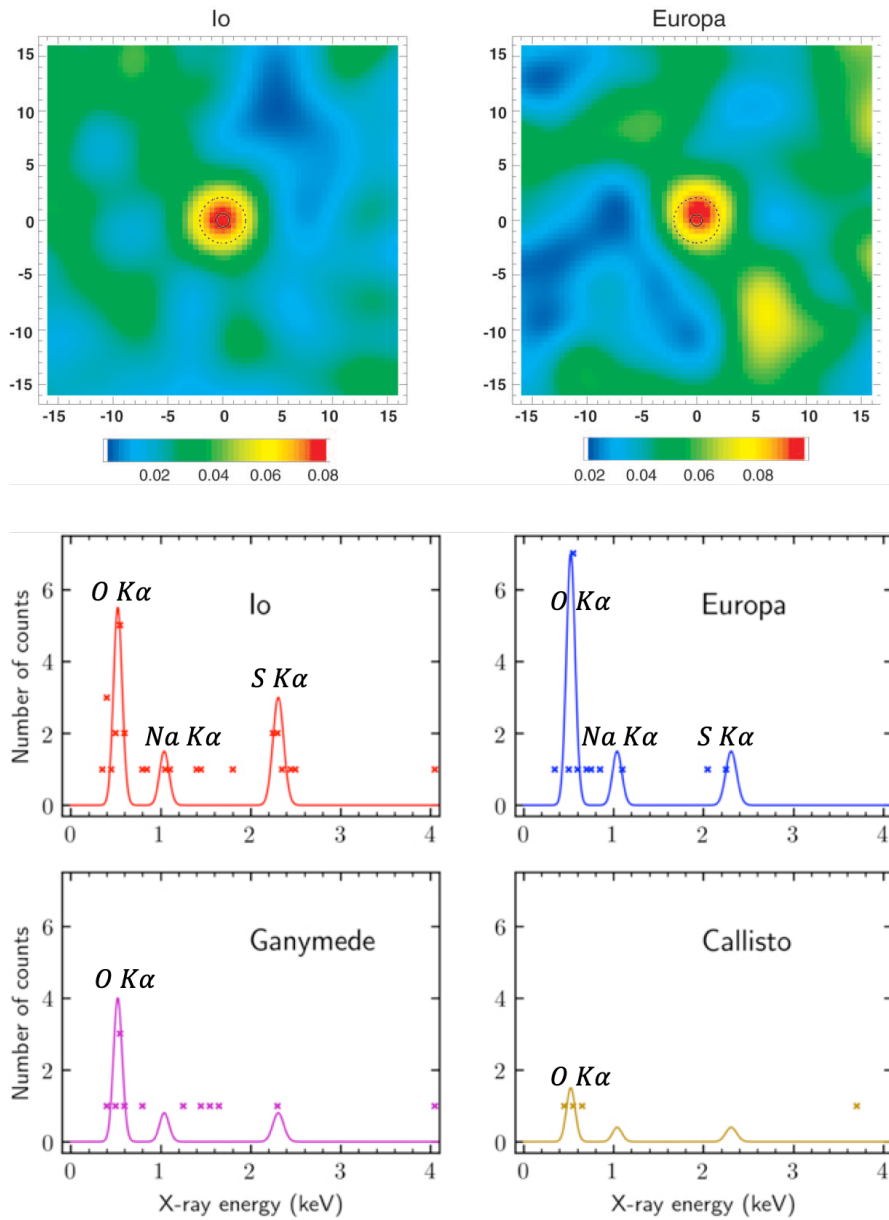 Io
Europa
15
10
5
0
-5
-10
-15
-15 -10 -5 0 5 10 15
0.02 0.04 0.06 0.08
15
10
5
0
-5
-10
-15
-15 -10 -5 0 5 10 15
0.02 0.04 0.06 0.08
Number of counts
6
4
2
0
O Kα
Io
Na Kα
S Kα
0 1 2 3 4
6
4
2
0
O Kα
Europa
Na Kα
S Kα
0 1 2 3 4
Number of counts
6
4
2
0
Ganymede
O Kα
0 1 2 3 4
X-ray energy (keV)
6
4
2
0
Callisto
O Kα
0 1 2 3 4
X-ray energy (keV)